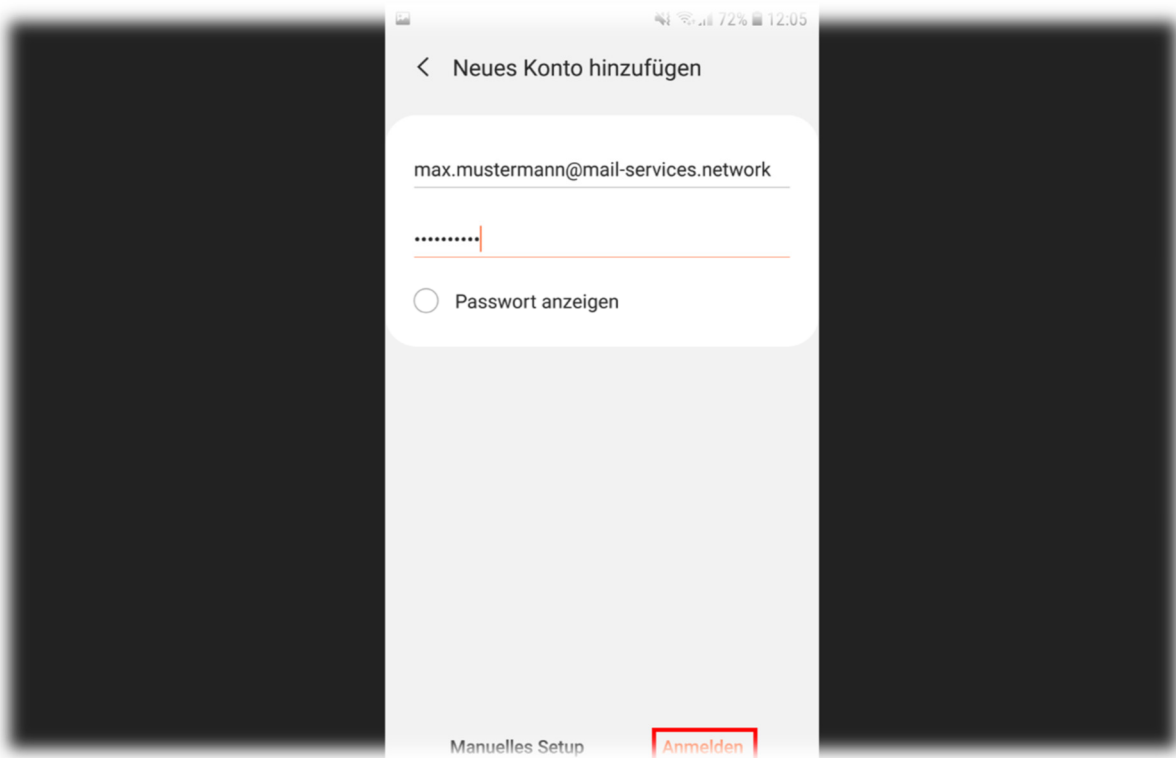 72% 12:05
Neues Konto hinzufügen
max.mustermann@mail-services.network
••••••••••
Passwort anzeigen
Manuelles Setup Anmelden